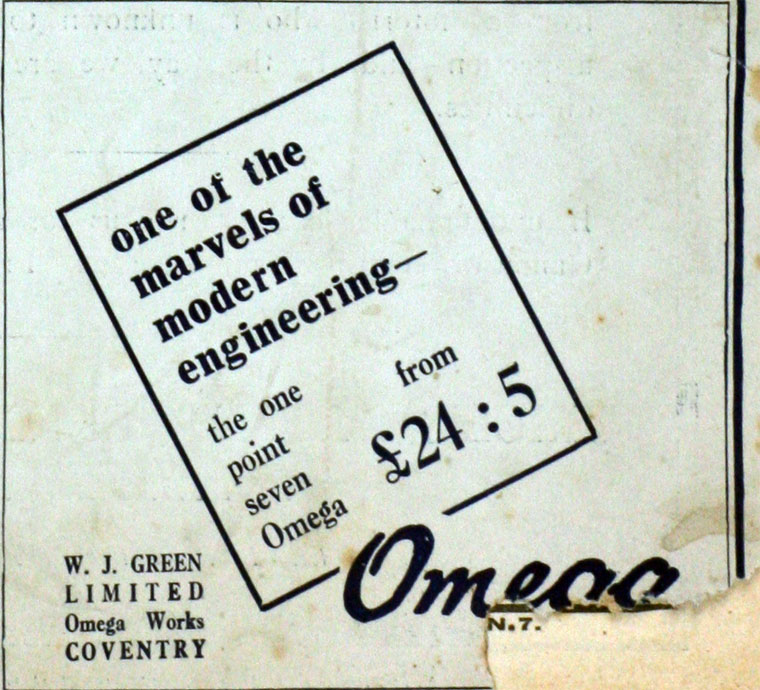 one of the
marvels of
modern
engineering—
the one
point
seven
Omega
from
£24 : 5
Omega
W. J. GREEN
LIMITED
Omega Works
COVENTRY
N.7.